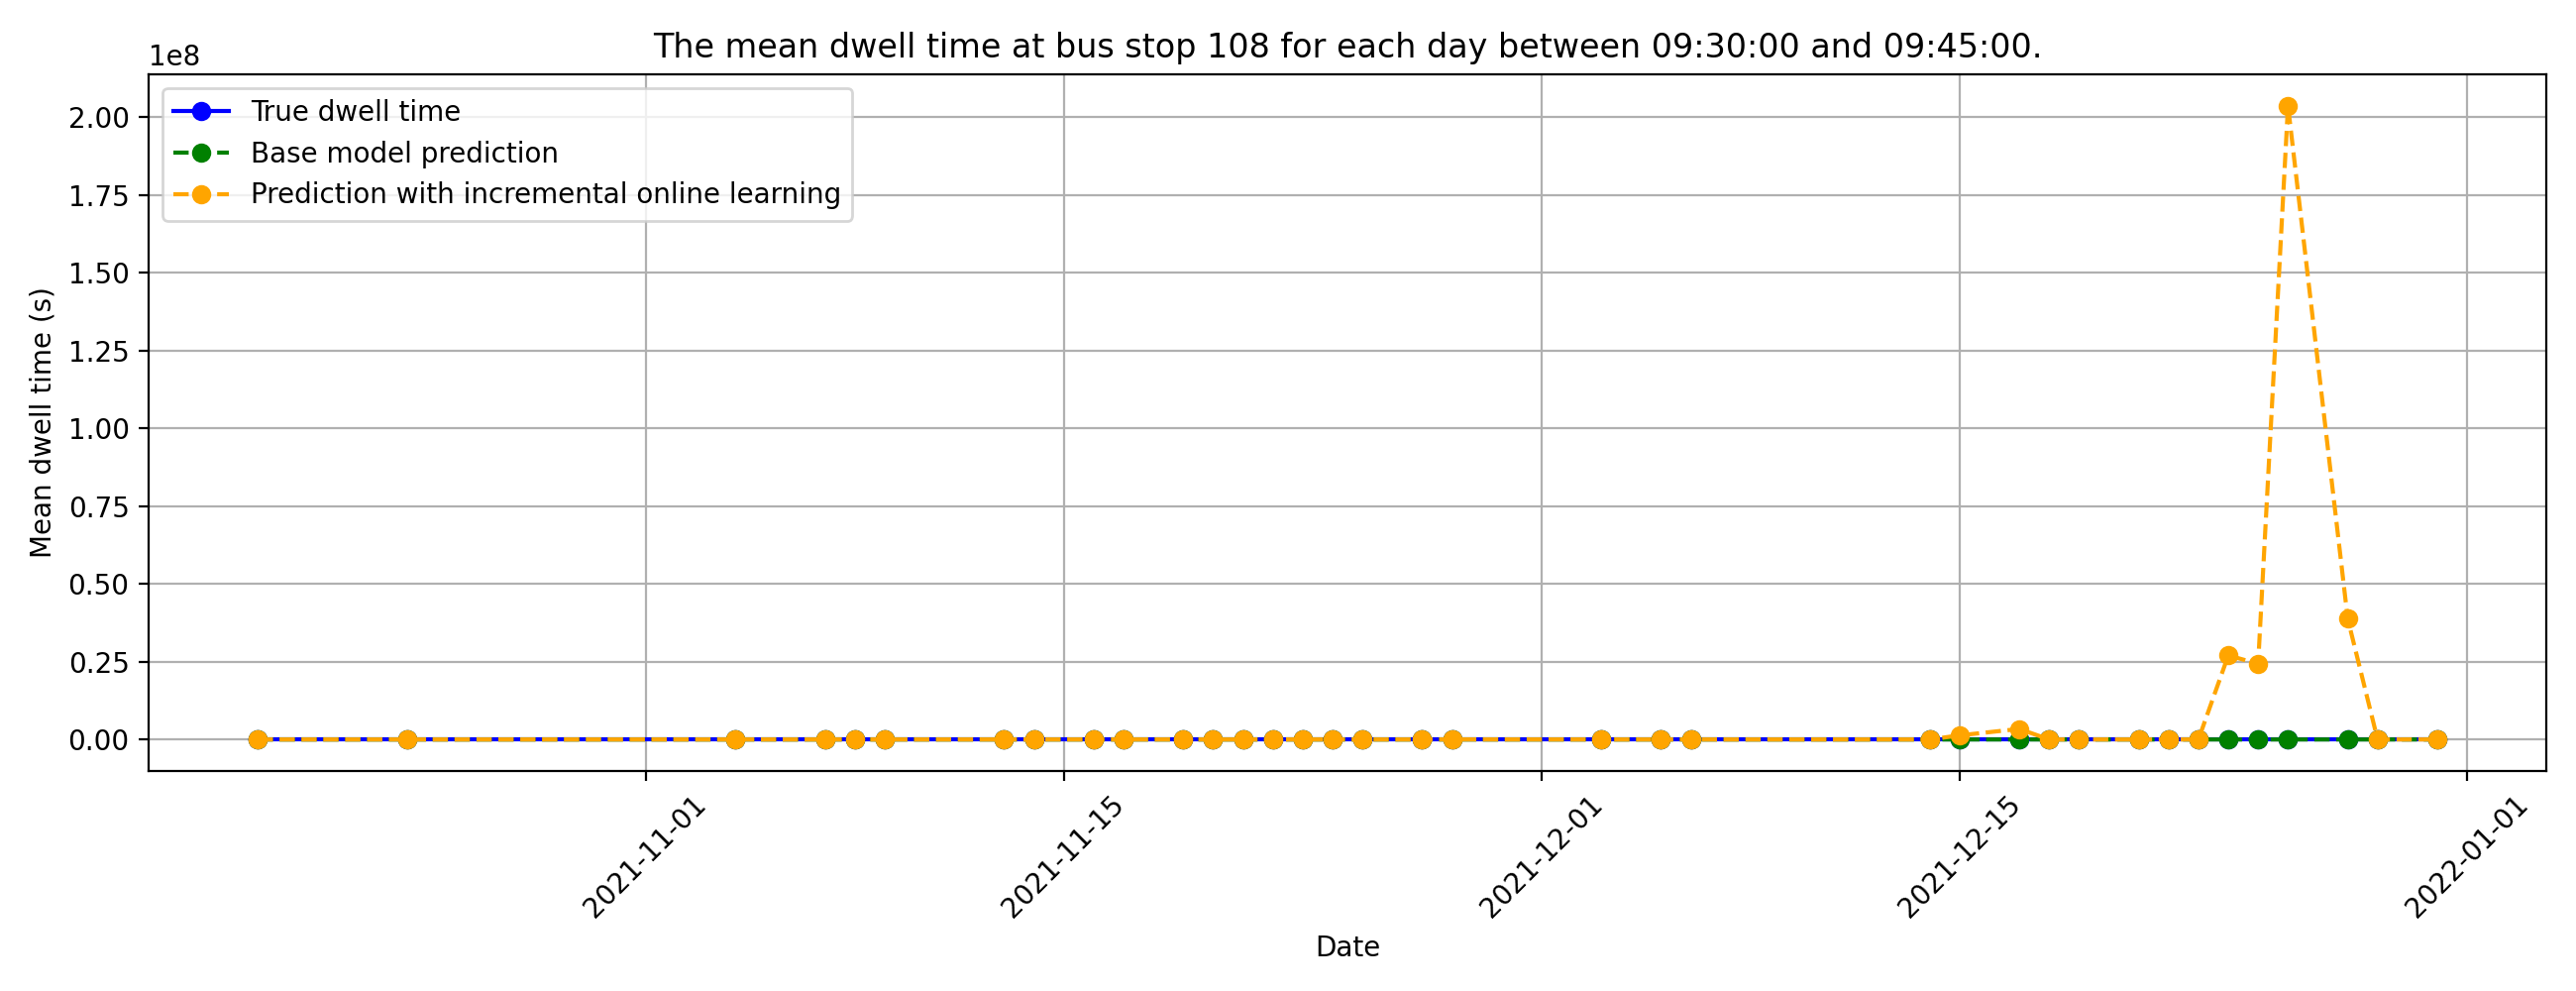 The mean dwell time at bus stop 108 for each day between 09:30:00 and 09:45:00.
1e8
True dwell time
Base model prediction
Prediction with incremental online learning
Mean dwell time (s)
2.00
1.75
1.50
1.25
1.00
0.75
0.50
0.25
0.00
2021-11-01
2021-11-15
2021-12-01
2021-12-15
2022-01-01
Date